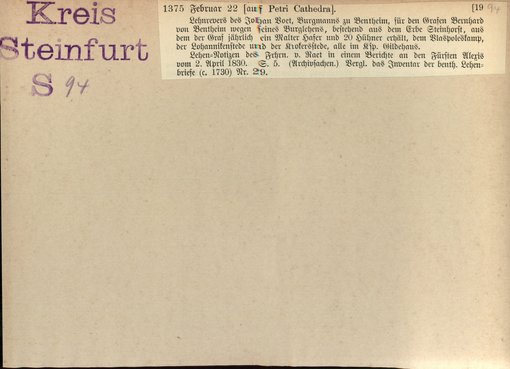 Kreis
Steinfurt
S 94
1375 Februar 22 [auf Petri Cathedra]. [19 94
Lehnrevers des Johan Voet, Burgmanns zu Bentheim, für den Grafen Bernhard
von Bentheim wegen seines Burglehens, bestehend aus dem Erbe Steinhorst, aus
dem der Graf jährlich ein Malter Hafer und 20 Hühner erhält, dem Vlaspoleskamp,
der Lohannikenstede und der Krokersstede, alle im Ksp. Gildehaus.
Lehen-Notizen des Frhrn. v. Raet in einem Berichte an den Fürsten Alexis
vom 2. April 1830. S. 5. (Archivsachen.) Vergl. das Inventar der benth. Lehen-
briefe (c. 1730) Nr. 29.